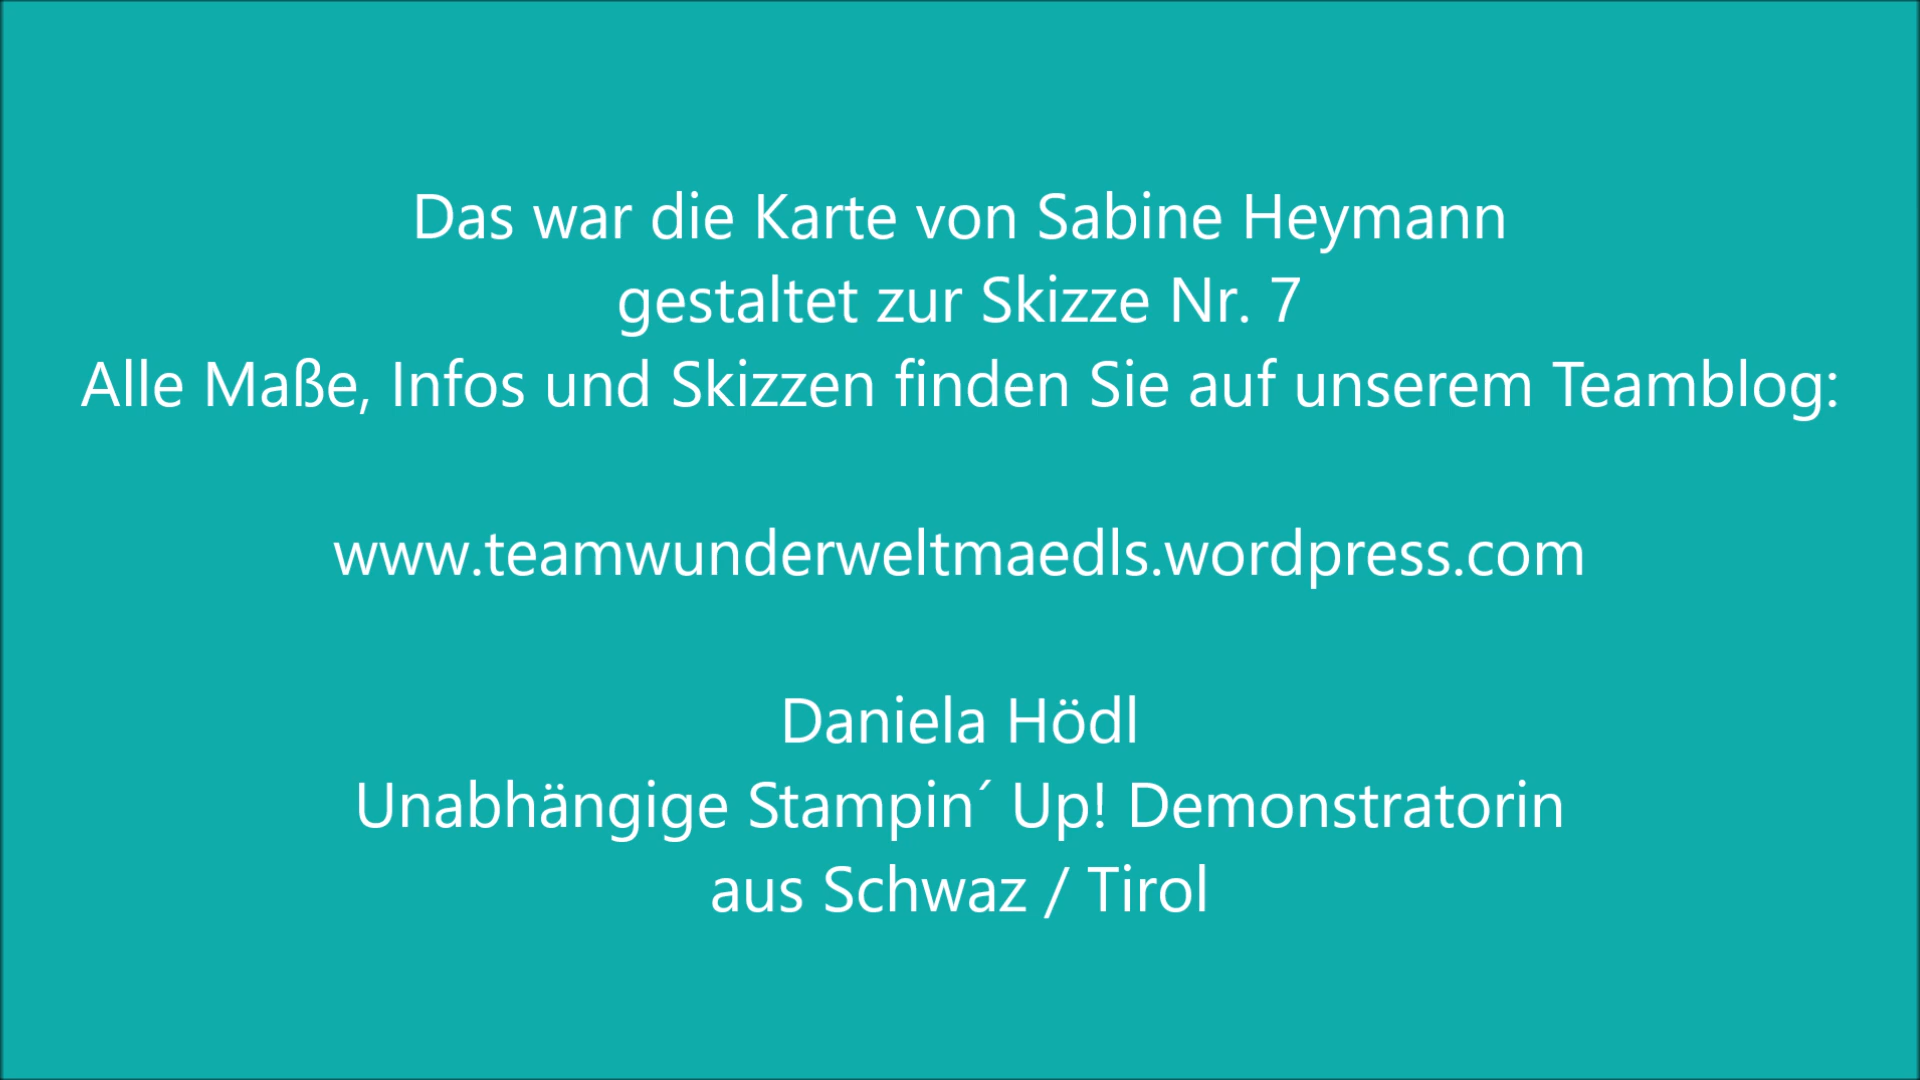 Das war die Karte von Sabine Heymann
gestaltet zur Skizze Nr. 7
Alle Maße, Infos und Skizzen finden Sie auf unserem Teamblog:
www.teamwunderweltmaedls.wordpress.com
Daniela Hödl
Unabhängige Stampin´ Up! Demonstratorin
aus Schwaz / Tirol